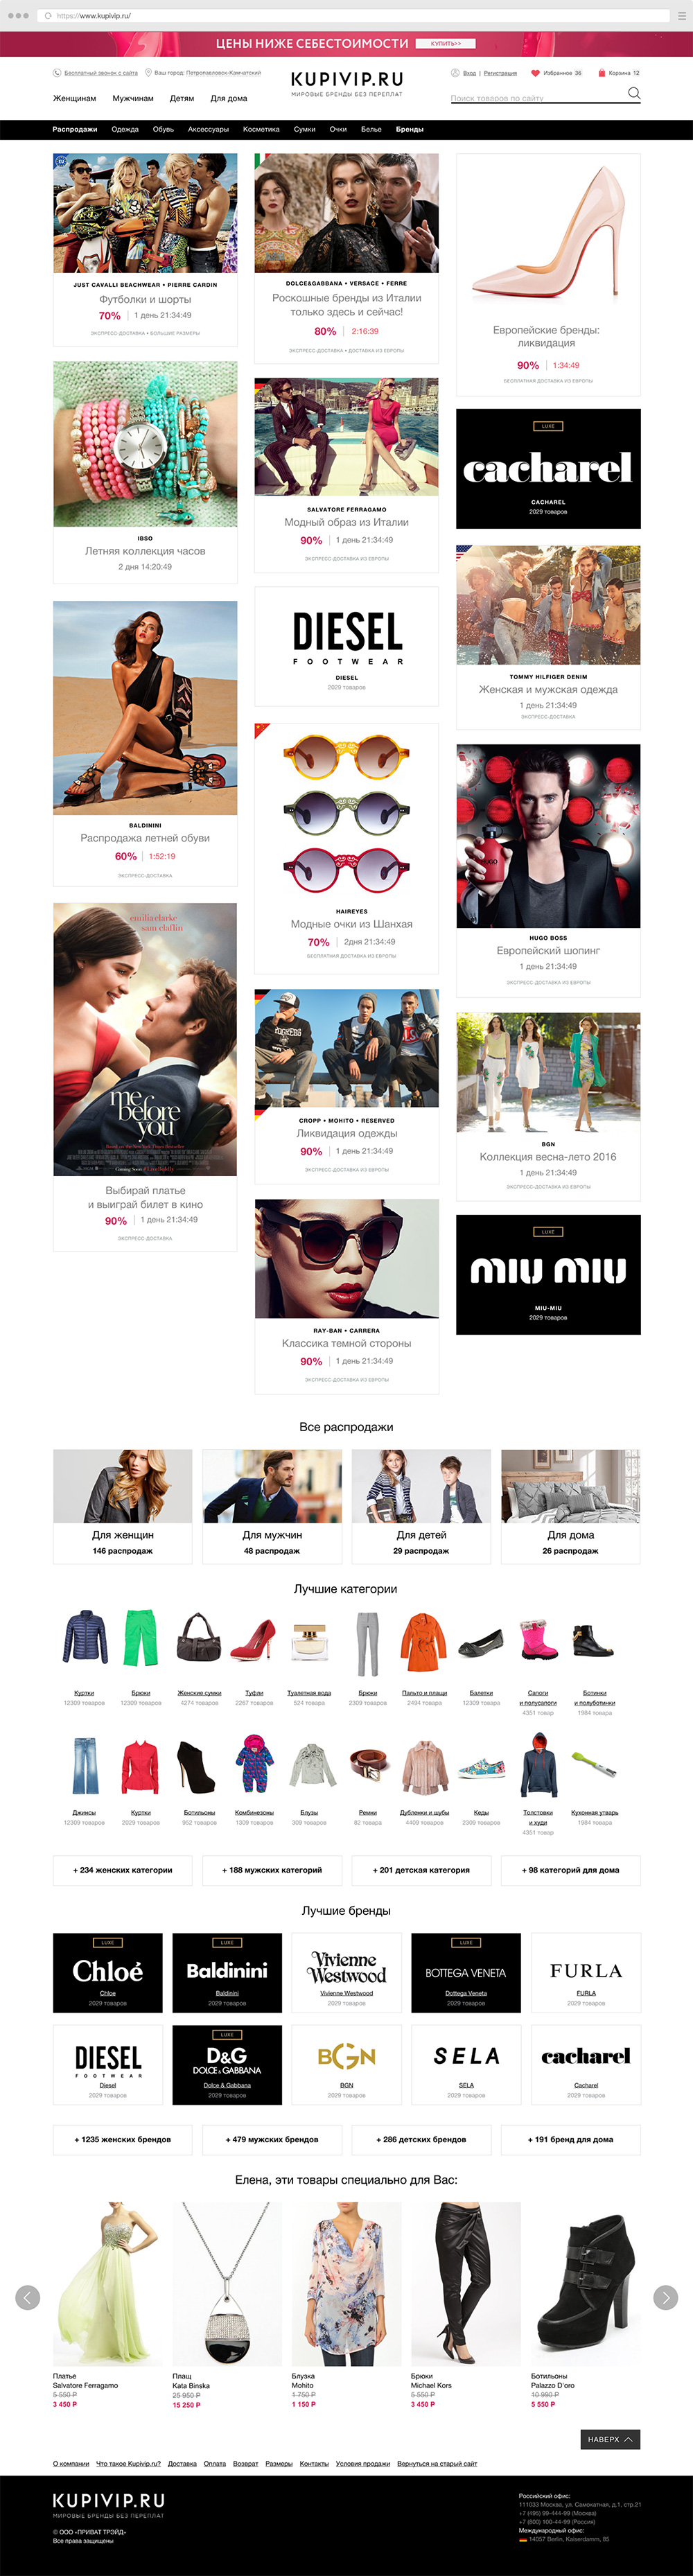 https://www.kupivip.ru/
ЦЕНЫ НИЖЕ СЕБЕСТОИМОСТИ КУПИТЬ>>
Бесплатный звонок с сайта Ваш город: Петропавловск-Камчатский
KUPIVIP.RU
МИРОВЫЕ БРЕНДЫ БЕЗ ПЕРЕПЛАТ
Вход | Регистрация Избранное 36 Корзина 12
Женщинам Мужчинам Детям Для дома
Поиск товаров по сайту
Распродажи Одежда Обувь Аксессуары Косметика Сумки Очки Белье Бренды
EU
JUST CAVALLI BEACHWEAR • PIERRE CARDIN
Футболки и шорты
70% | 1 день 21:34:49
ЭКСПРЕСС-ДОСТАВКА • БОЛЬШИЕ РАЗМЕРЫ
IBSO
Летняя коллекция часов
2 дня 14:20:49
BALDININI
Распродажа летней обуви
60% | 1:52:19
ЭКСПРЕСС-ДОСТАВКА
emilia clarke
sam claflin
me before you
Based on the New York Times Bestseller
Coming Soon #LiveBoldly
Выбирай платье
и выиграй билет в кино
90% | 1 день 21:34:49
ЭКСПРЕСС-ДОСТАВКА
DOLCE&GABBANA • VERSACE • FERRE
Роскошные бренды из Италии
только здесь и сейчас!
80% | 2:16:39
ЭКСПРЕСС-ДОСТАВКА • ДОСТАВКА ИЗ ЕВРОПЫ
SALVATORE FERRAGAMO
Модный образ из Италии
90% | 1 день 21:34:49
ЭКСПРЕСС-ДОСТАВКА ИЗ ЕВРОПЫ
DIESEL
FOOTWEAR
DIESEL
2029 товаров
HAIREYES
Модные очки из Шанхая
70% | 2дня 21:34:49
БЕСПЛАТНАЯ ДОСТАВКА ИЗ ЕВРОПЫ
CROPP • MOHITO • RESERVED
Ликвидация одежды
90% | 1 день 21:34:49
ЭКСПРЕСС-ДОСТАВКА ИЗ ЕВРОПЫ
RAY-BAN • CARRERA
Классика темной стороны
90% | 1 день 21:34:49
ЭКСПРЕСС-ДОСТАВКА ИЗ ЕВРОПЫ
Европейские бренды:
ликвидация
90% | 1:34:49
БЕСПЛАТНАЯ ДОСТАВКА ИЗ ЕВРОПЫ
LUXE
cacharel
CACHAREL
2029 товаров
TOMMY HILFIGER DENIM
Женская и мужская одежда
1 день 21:34:49
ЭКСПРЕСС-ДОСТАВКА
HUGO
HUGO BOSS
Европейский шопинг
1 день 21:34:49
ЭКСПРЕСС-ДОСТАВКА ИЗ ЕВРОПЫ
BGN
Коллекция весна-лето 2016
1 день 21:34:49
ЭКСПРЕСС-ДОСТАВКА ИЗ ЕВРОПЫ
LUXE
miu miu
MIU-MIU
2029 товаров
Все распродажи
Для женщин Для мужчин Для детей Для дома
146 распродаж 48 распродаж 29 распродаж 26 распродаж
Лучшие категории
Куртки Брюки Женские сумки Туфли Туалетная вода Брюки Пальто и плащи Балетки Сапоги и полусапоги Ботинки и полуботинки
12309 товаров 12309 товаров 4274 товаров 2267 товаров 524 товара 2309 товаров 2494 товара 12309 товара 4351 товар 1984 товара
Джинсы Куртки Ботильоны Комбинезоны Блузы Ремни Дубленки и шубы Кеды Толстовки и худи Кухонная утварь
12309 товаров 2029 товаров 952 товаров 1309 товаров 309 товаров 82 товара 4409 товаров 2309 товаров 4351 товар 1984 товара
+ 234 женских категории + 188 мужских категорий + 201 детская категория + 98 категорий для дома
Лучшие бренды
LUXE LUXE LUXE
Chloé Baldinini Vivienne Westwood BOTTEGA VENETA FURLA
Chloe Baldinini Vivienne Westwood Dottega Veneta FURLA
2029 товаров 2029 товаров 2029 товаров 2029 товаров 2029 товаров
LUXE
DIESEL FOOTWEAR D&G DOLCE&GABBANA BGN SELA cacharel
Diesel Dolce & Gabbana BGN SELA Cacharel
2029 товаров 2029 товаров 2029 товаров 2029 товаров 2029 товаров
+ 1235 женских брендов + 479 мужских брендов + 286 детских брендов + 191 бренд для дома
Елена, эти товары специально для Вас:
Платье Плащ Блузка Брюки Ботильоны
Salvatore Ferragamo Kata Binska Mohito Michael Kors Palazzo D'oro
5 550 Р 25 950 Р 1 750 Р 5 550 Р 10 990 Р
3 450 Р 15 250 Р 1 150 Р 3 450 Р 5 550 Р
НАВЕРХ
О компании Что такое Kupivip.ru? Доставка Оплата Возврат Размеры Контакты Условия продажи Вернуться на старый сайт
KUPIVIP.RU
МИРОВЫЕ БРЕНДЫ БЕЗ ПЕРЕПЛАТ
© ООО «ПРИВАТ ТРЭЙД»
Все права защищены
Российский офис:
111033 Москва, ул. Самокатная, д.1, стр.21
+7 (495) 99-444-99 (Москва)
+7 (800) 100-44-99 (Россия)
Международный офис:
14057 Berlin, Kaiserdamm, 85